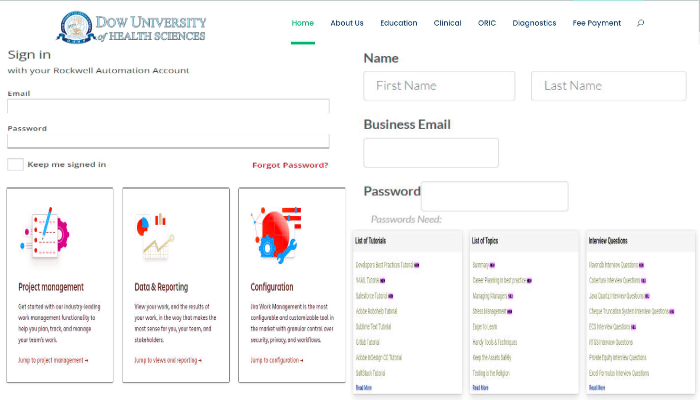 DOW UNIVERSITY
of HEALTH SCIENCES
Home About Us Education Clinical ORIC Diagnostics Fee Payment
Sign in
with your Rockwell Automation Account
Email
Password
Keep me signed in Forgot Password?
Name
First Name Last Name
Business Email
Password
Passwords Need:
Project management
Get started with our industry-leading
work management functionality to
help you plan, track, and manage
your team's work.
Jump to project management
Data & Reporting
View your work, and the results of
your work, in the way that makes the
most sense for you, your team, and
stakeholders.
Jump to views and reporting
Configuration
Jira Work Management is the most
configurable and customizable tool in
the market with granular control over
security, privacy, and workflows.
Jump to configuration
List of Tutorials
Developers Best Practices Tutorial
YAML Tutorial
Salesforce Tutorial
Adobe Robohelp Tutorial
Sublime Text Tutorial
GitLab Tutorial
Adobe InDesign CC Tutorial
SaltStack Tutorial
Read More
List of Topics
Summary
Career Planning in best practice
Managing Managers
Stress Management
Eager to Learn
Handy Tools & Techniques
Keep the Assets Safely
Testing is the Religion
Read More
Interview Questions
Mavenlib Interview Questions
Cobertura Interview Questions
Java Quartz Interview Questions
Cheque Truncation System Interview Questions
ECS Interview Questions
NTGS Interview Questions
Private Equity Interview Questions
Excel Formulas Interview Questions
Read More